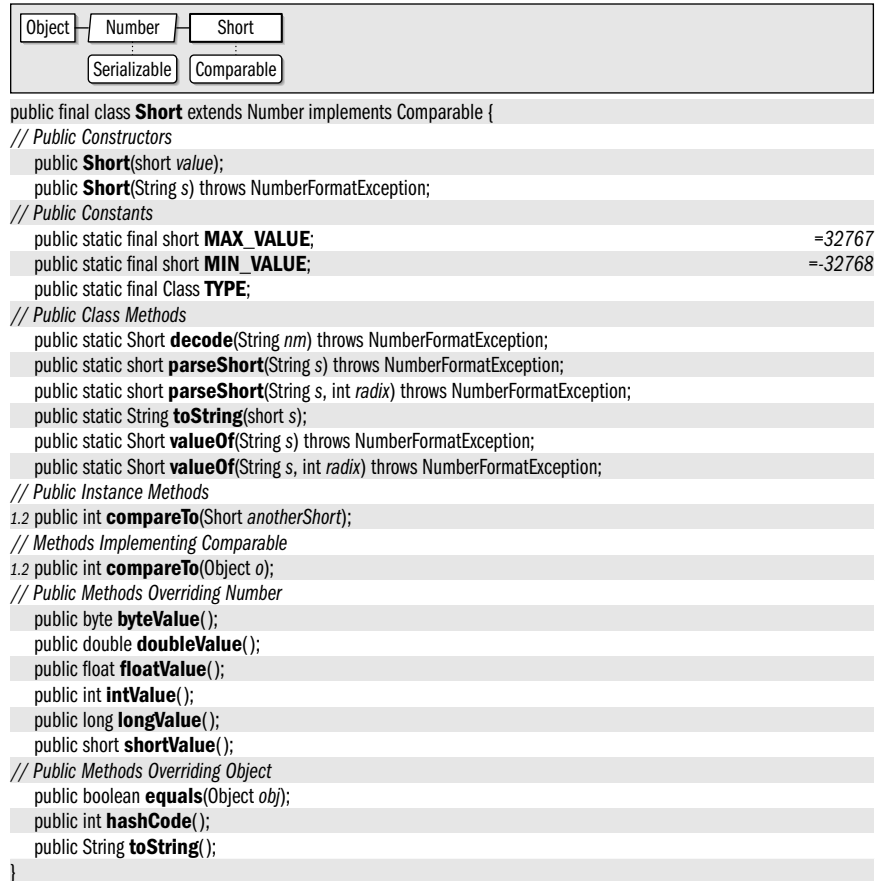 Object Number Short
Serializable Comparable
public final class Short extends Number implements Comparable {
// Public Constructors
public Short(short value);
public Short(String s) throws NumberFormatException;
// Public Constants
public static final short MAX_VALUE; =32767
public static final short MIN_VALUE; =-32768
public static final Class TYPE;
// Public Class Methods
public static Short decode(String nm) throws NumberFormatException;
public static short parseShort(String s) throws NumberFormatException;
public static short parseShort(String s, int radix) throws NumberFormatException;
public static String toString(short s);
public static Short valueOf(String s) throws NumberFormatException;
public static Short valueOf(String s, int radix) throws NumberFormatException;
// Public Instance Methods
1.2 public int compareTo(Short anotherShort);
// Methods Implementing Comparable
1.2 public int compareTo(Object o);
// Public Methods Overriding Number
public byte byteValue();
public double doubleValue();
public float floatValue();
public int intValue();
public long longValue();
public short shortValue();
// Public Methods Overriding Object
public boolean equals(Object obj);
public int hashCode();
public String toString();
}